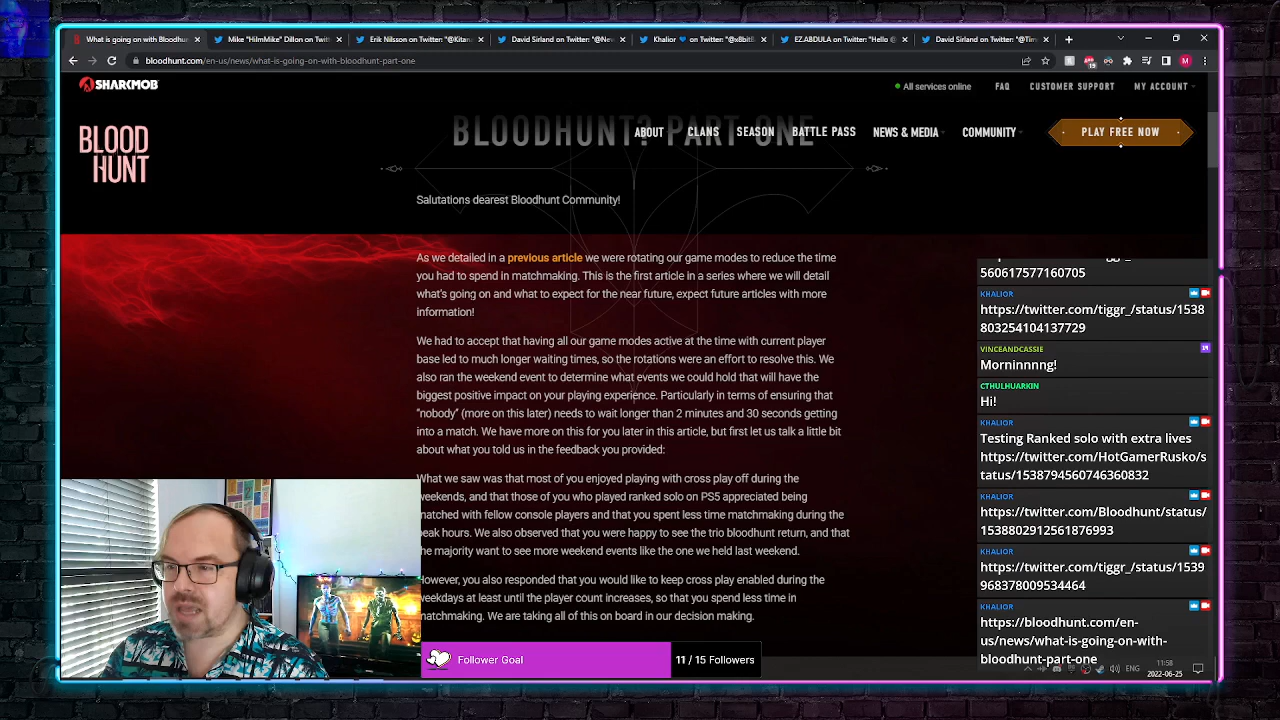 What is going on with Bloodhun
Mike "HilmMike" Dillon on Twitt
Erik Nilsson on Twitter: "@Kitana
David Sirland on Twitter: "@Nev
Khalior 💙 on Twitter: "@x8bitB
EZ.ABDULA on Twitter: "Hello @
David Sirland on Twitter: "@Tim
bloodhunt.com/en-us/news/what-is-going-on-with-bloodhunt-part-one
SHARKMOB
All services online
FAQ
CUSTOMER SUPPORT
MY ACCOUNT
BLOOD
HUNT
BLOODHUNT? PART ONE
ABOUT
CLANS
SEASON
BATTLE PASS
NEWS & MEDIA
COMMUNITY
PLAY FREE NOW
Salutations dearest Bloodhunt Community!
As we detailed in a previous article we were rotating our game modes to reduce the time
you had to spend in matchmaking. This is the first article in a series where we will detail
what's going on and what to expect for the near future, expect future articles with more
information!
We had to accept that having all our game modes active at the time with current player
base led to much longer waiting times, so the rotations were an effort to resolve this. We
also ran the weekend event to determine what events we could hold that will have the
biggest positive impact on your playing experience. Particularly in terms of ensuring that
"nobody" (more on this later) needs to wait longer than 2 minutes and 30 seconds getting
into a match. We have more on this for you later in this article, but first let us talk a little bit
about what you told us in the feedback you provided:
What we saw was that most of you enjoyed playing with cross play off during the
weekends, and that those of you who played ranked solo on PS5 appreciated being
matched with fellow console players and that you spent less time matchmaking during the
peak hours. We also observed that you were happy to see the trio bloodhunt return, and that
the majority want to see more weekend events like the one we held last weekend.
However, you also responded that you would like to keep cross play enabled during the
weekdays at least until the player count increases, so that you spend less time in
matchmaking. We are taking all of this on board in our decision making.
560617577160705
KHALIOR
https://twitter.com/tiggr_/status/1538
803254104137729
VINCEANDCASSIE
Morninnnng!
CTHULHUARKIN
Hi!
KHALIOR
esting Ranked solo with extra lives
https://twitter.com/HotGamerRusko/s
tatus/1538794560746360832
KHALIOR
https://twitter.com/Bloodhunt/status/
1538802912561876993
KHALIOR
https://twitter.com/tiggr_/status/1539
968378009534464
KHALIOR
https://bloodhunt.com/en-
us/news/what-is-going-on-with-
bloodhunt-part-one
Follower Goal
11 / 15 Followers
ENG
11:58
2022-06-25